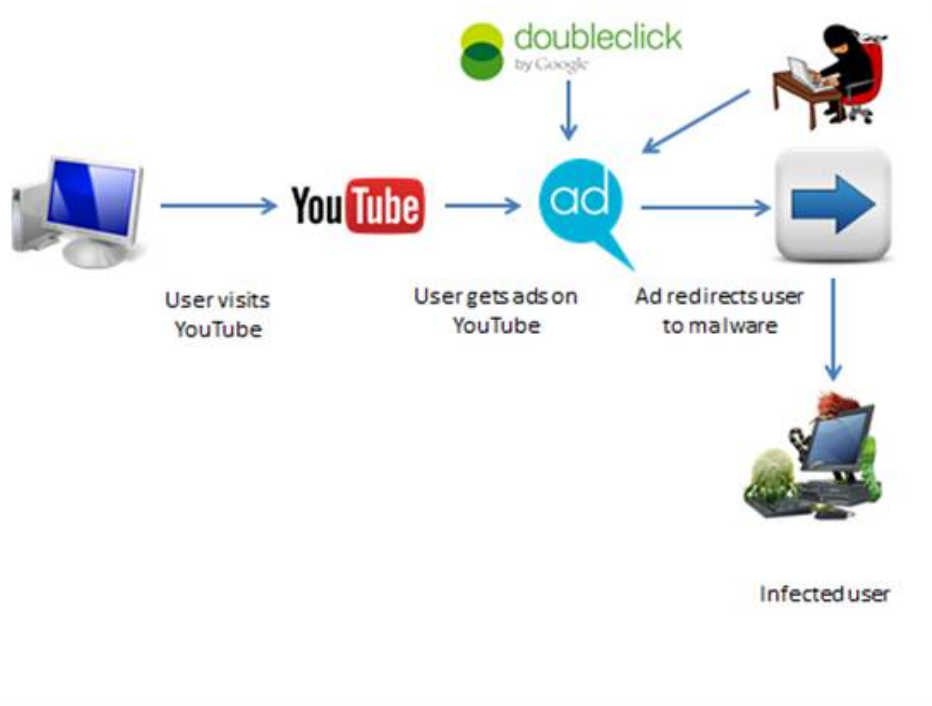 doubleclick
by Google
YouTube
ad
User visits
YouTube
User gets ads on
YouTube
Ad redirects user
to malware
Infected user